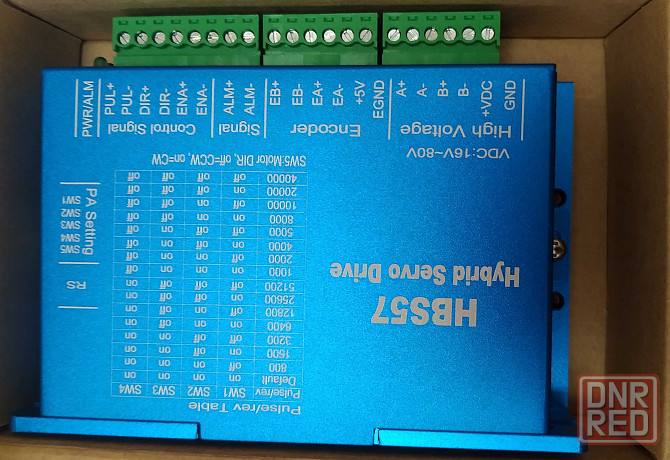 PWR/ALM
PUL+
PUL-
DIR+
DIR-
ENA+
ENA-
Control Signal
ALM+
ALM-
Signal
EB+
EB-
EA+
EA-
+5V
EGND
Encoder
A+
A-
B+
B-
+VDC
GND
High Voltage
VDC:16V~80V
HBS57
Hybrid Servo Drive
Pulse/rev Table
Pulse/rev SW1 SW2 SW3 SW4
Default on on on on
800 off on on on
1600 on off on on
3200 off off on on
6400 on on off on
12800 off on off on
25600 on off off on
51200 off off off on
1000 on on on off
2000 off on on off
4000 on off on off
5000 off off on off
8000 on on off off
10000 off on off off
20000 on off off off
40000 off off off off
SW5:Motor DIR, off=CCW, on=CW
RS
PA Setting
SW5
SW4
SW3
SW2
SW1
DNR
RED